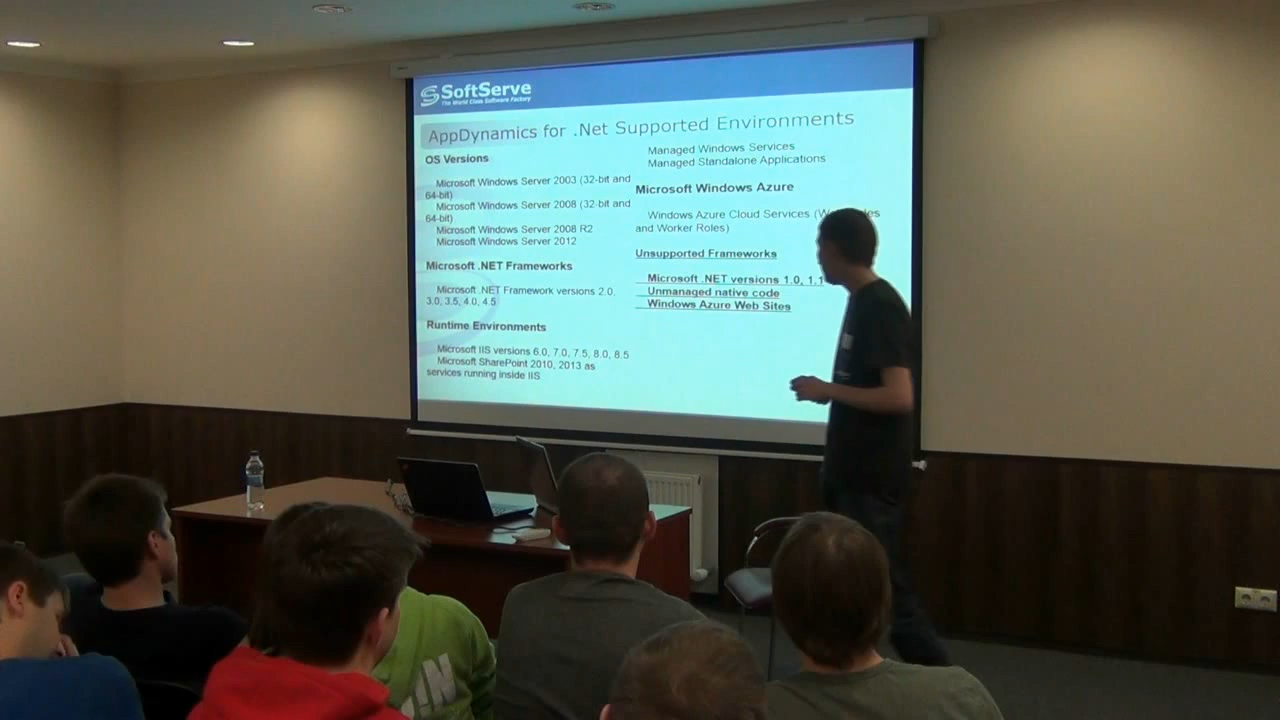 SoftServe
The World Class Software Factory
AppDynamics for .Net Supported Environments
OS Versions
Microsoft Windows Server 2003 (32-bit and
64-bit)
Microsoft Windows Server 2008 (32-bit and
64-bit)
Microsoft Windows Server 2008 R2
Microsoft Windows Server 2012
Microsoft .NET Frameworks
Microsoft .NET Framework versions 2.0,
3.0, 3.5, 4.0, 4.5
Runtime Environments
Microsoft IIS versions 6.0, 7.0, 7.5, 8.0, 8.5
Microsoft SharePoint 2010, 2013 as
services running inside IIS
Managed Windows Services
Managed Standalone Applications
Microsoft Windows Azure
Windows Azure Cloud Services
and Worker Roles)
Unsupported Frameworks
Microsoft .NET versions 1.0, 1.1
Unmanaged native code
Windows Azure Web Sites